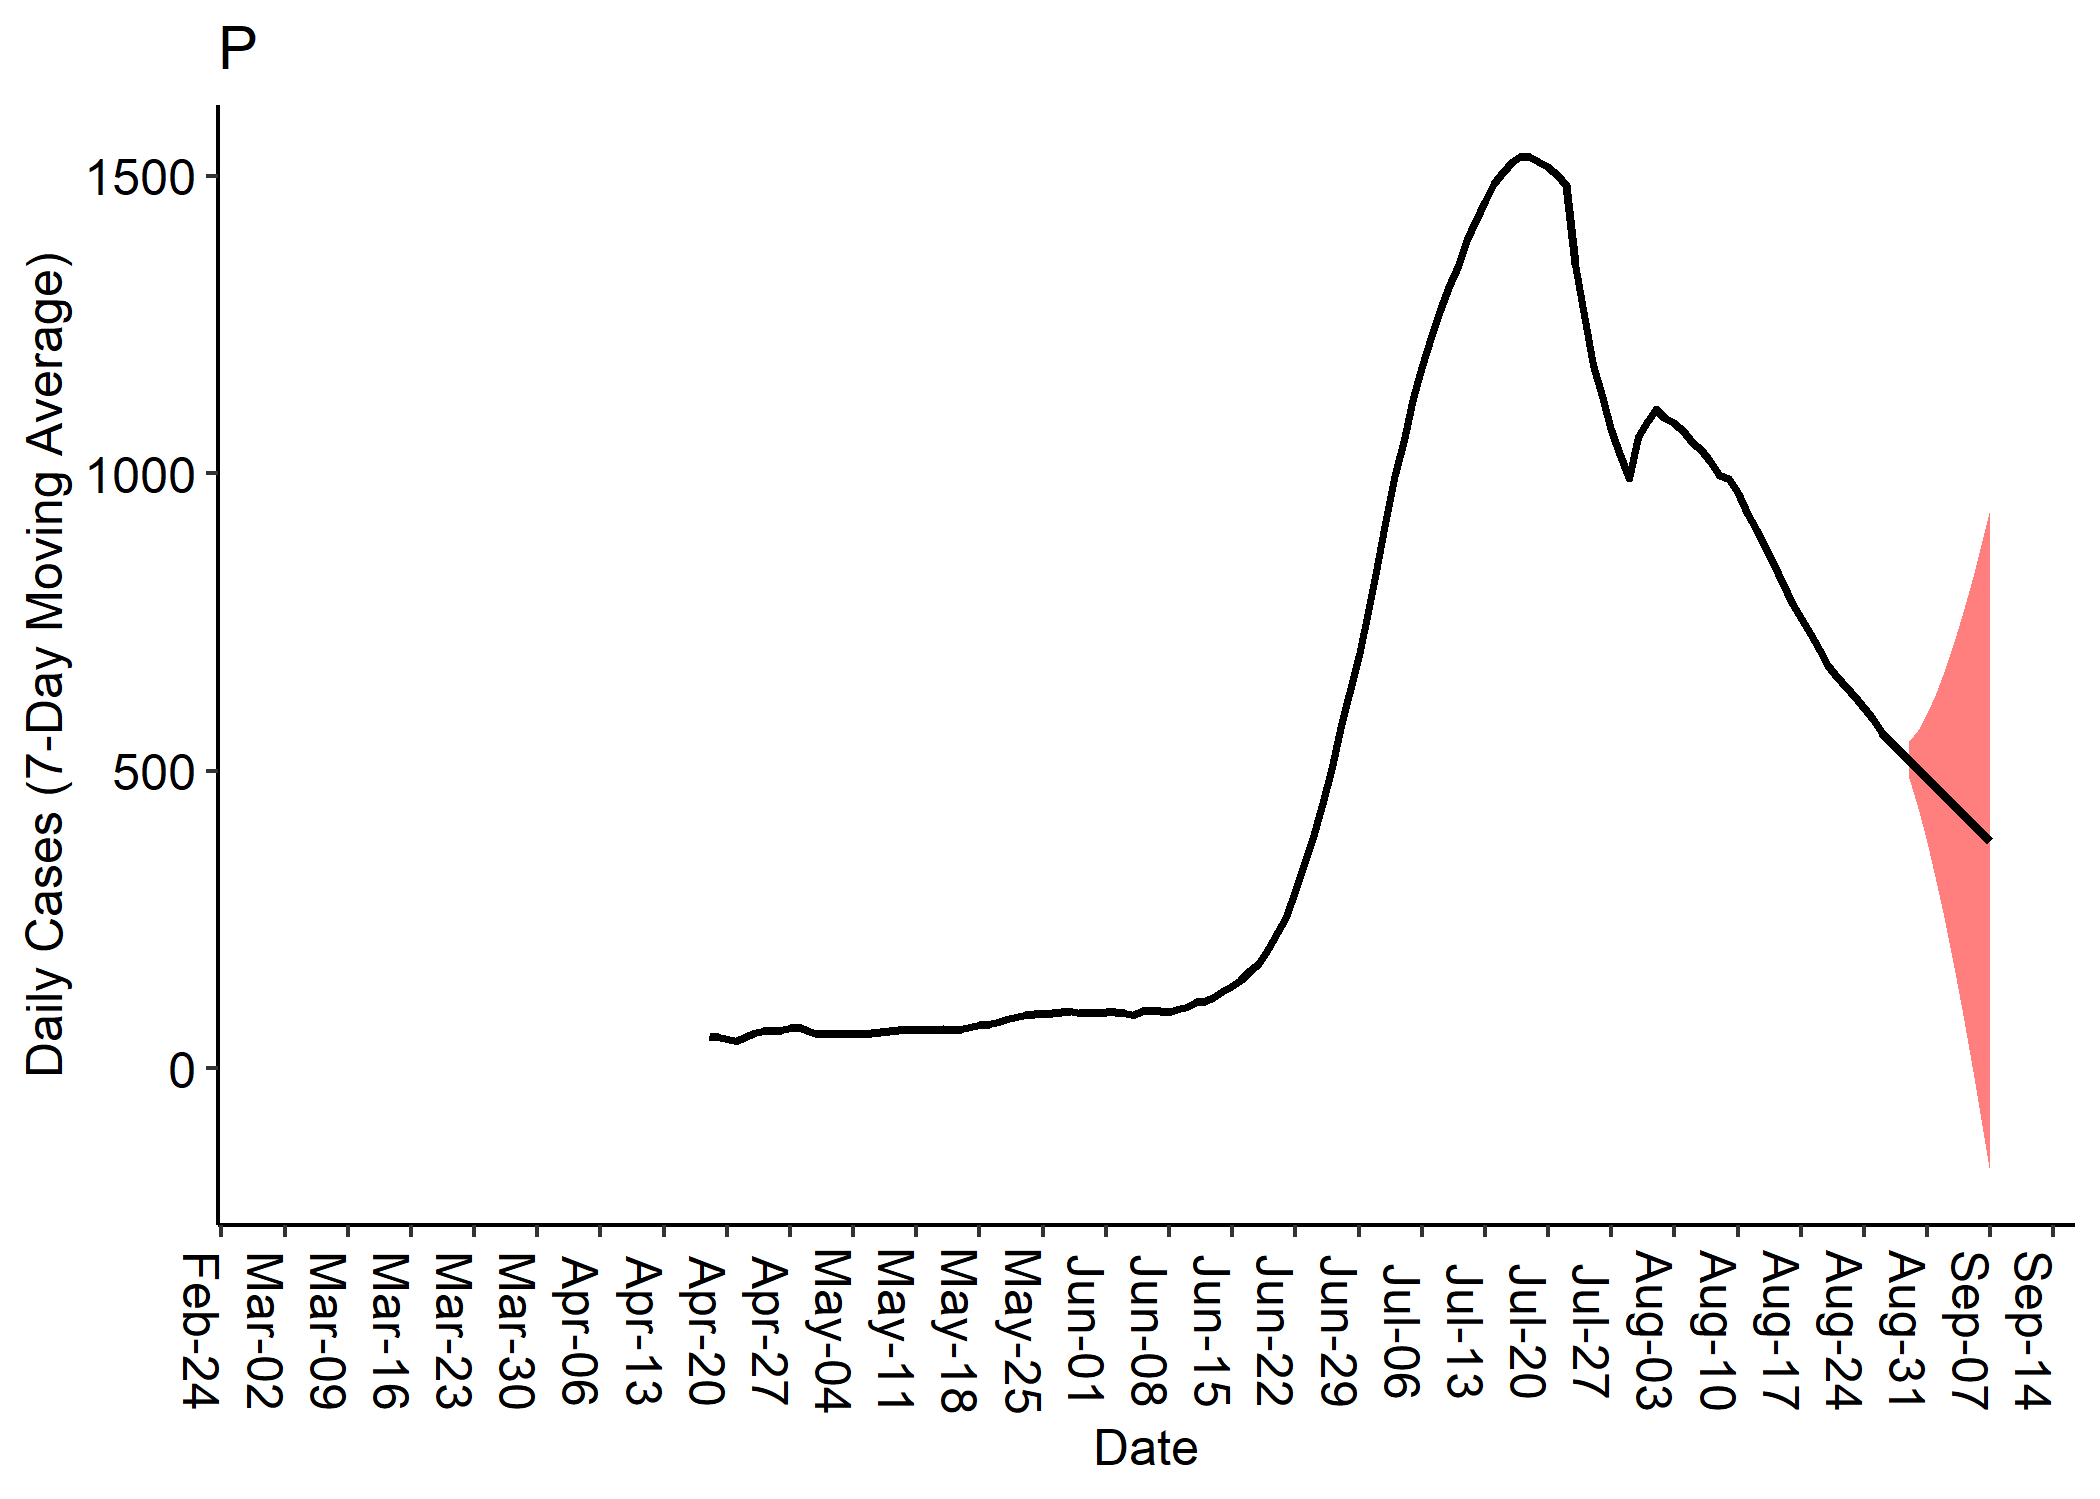 P
Daily Cases (7-Day Moving Average)
1500
1000
500
0
Feb-24
Mar-02
Mar-09
Mar-16
Mar-23
Mar-30
Apr-06
Apr-13
Apr-20
Apr-27
May-04
May-11
May-18
May-25
Jun-01
Jun-08
Jun-15
Jun-22
Jun-29
Jul-06
Jul-13
Jul-20
Jul-27
Aug-03
Aug-10
Aug-17
Aug-24
Aug-31
Sep-07
Sep-14
Date